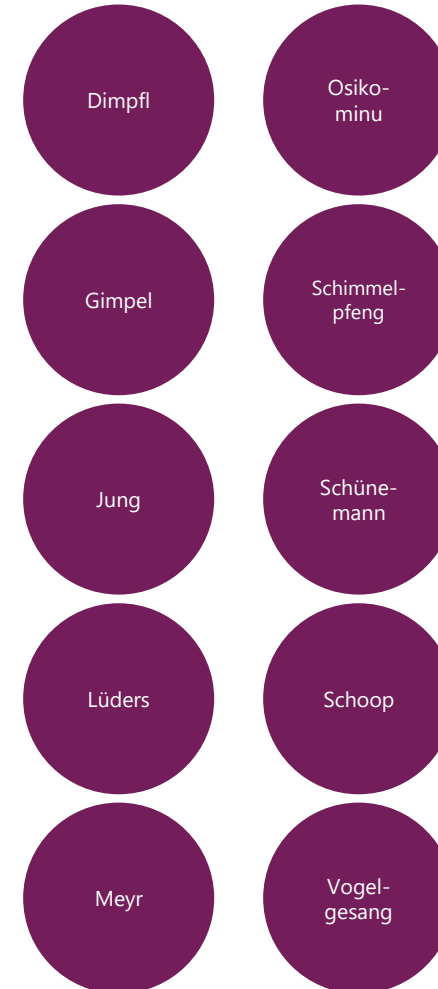 Dimpfl
Gimpel
Jung
Lüders
Meyr
Osiko-
minu
Schimmel-
pfeng
Schüne-
mann
Schoop
Vogel-
gesang